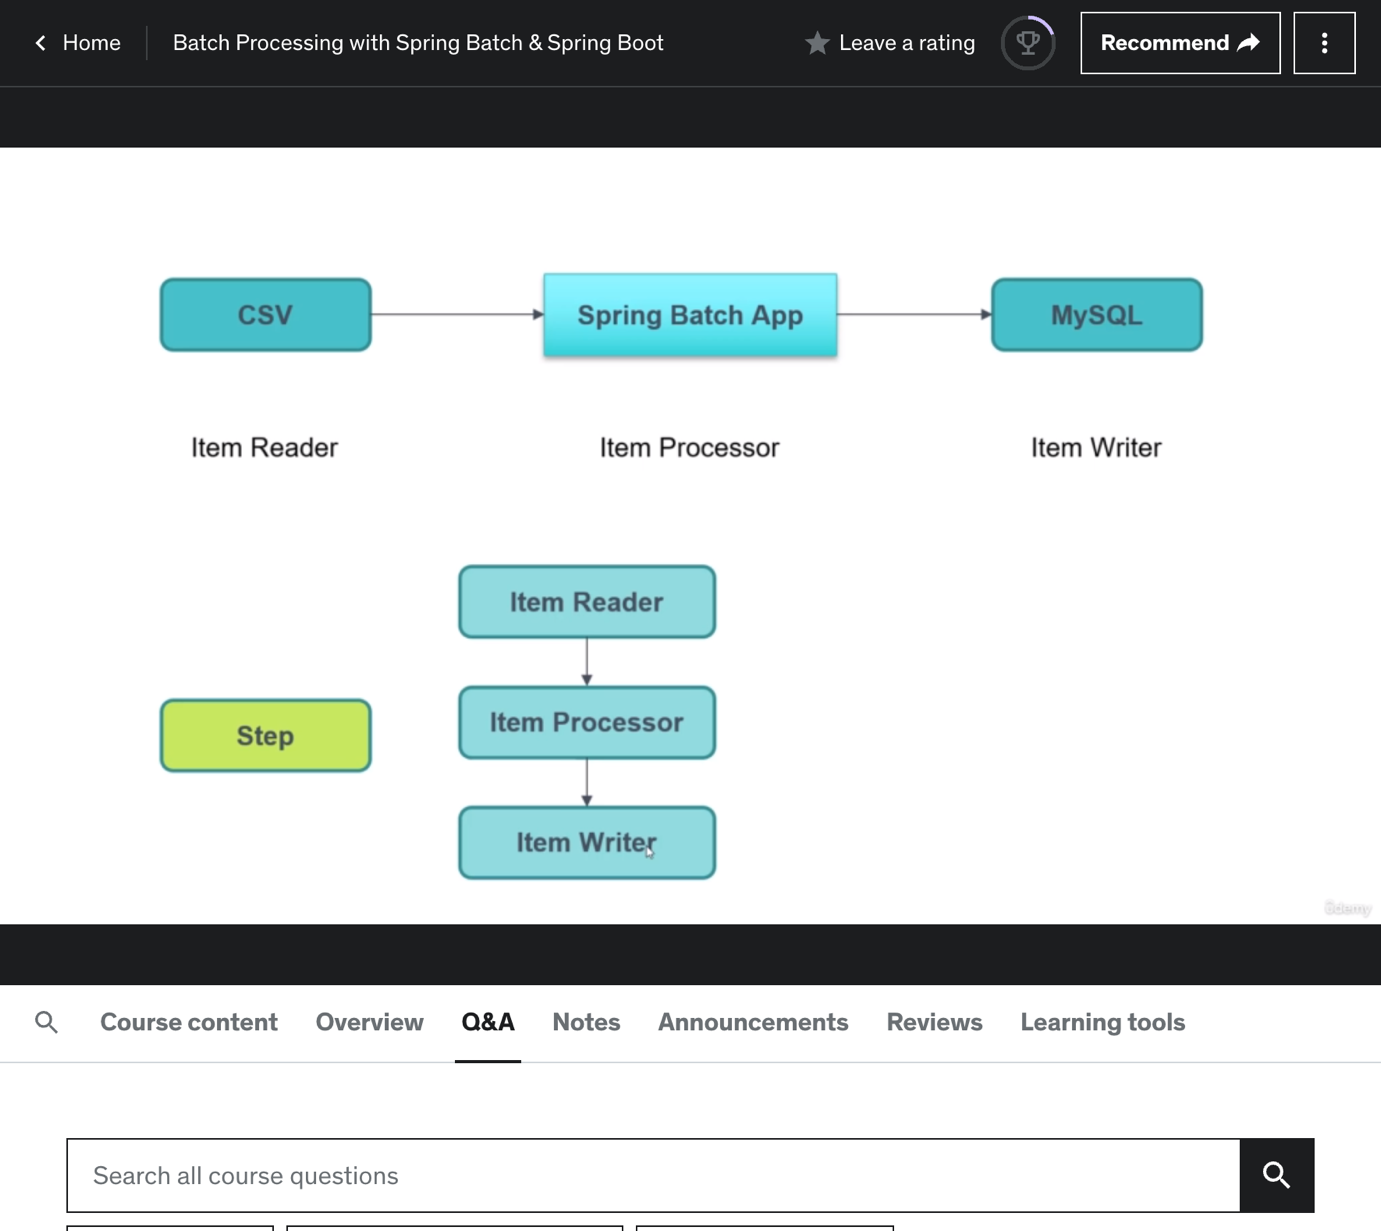 Home
Batch Processing with Spring Batch & Spring Boot
Leave a rating
Recommend
CSV
Spring Batch App
MySQL
Item Reader
Item Processor
Item Writer
Item Reader
Step
Item Processor
Item Writer
ûdemy
Course content
Overview
Q&A
Notes
Announcements
Reviews
Learning tools
Search all course questions